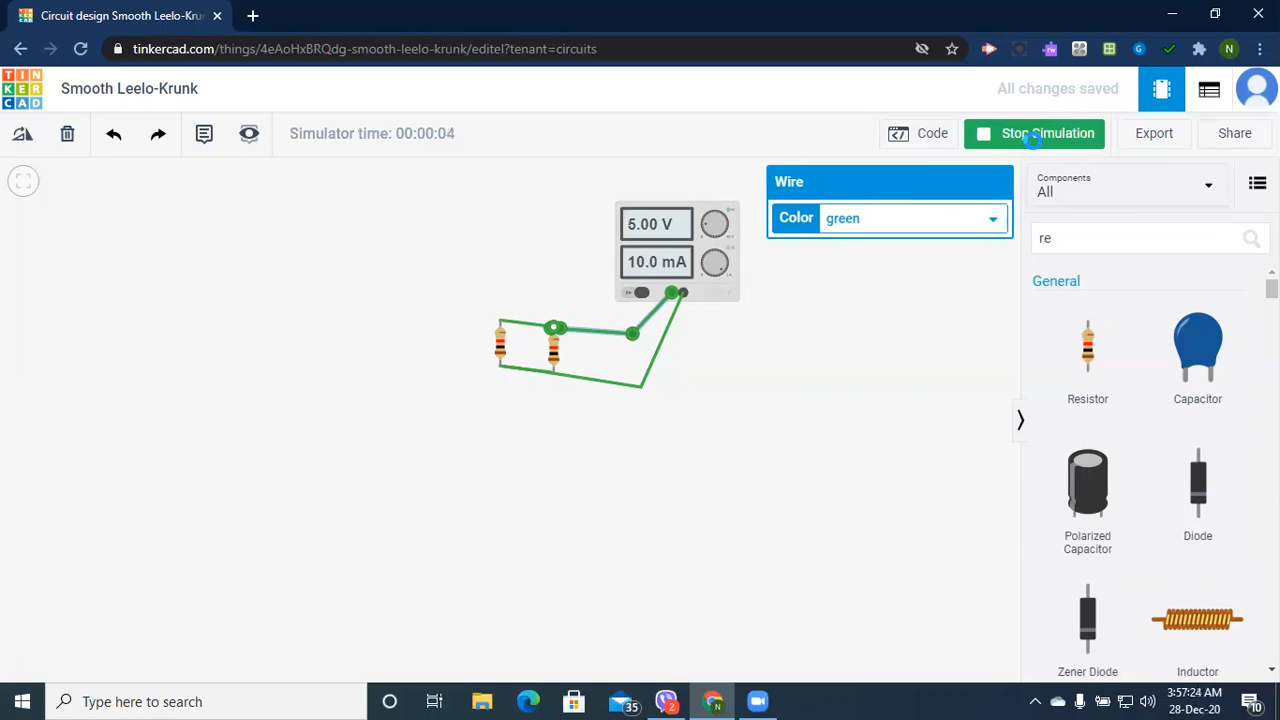 Circuit design Smooth Leelo-Kru
tinkercad.com/things/4eAoHxBRQdg-smooth-leelo-krunk/editel?tenant=circuits
N
TIN
KER
CAD
Smooth Leelo-Krunk
All changes saved
Simulator time: 00:00:04
Code
Stop Simulation
Export
Share
Wire
Color green
Components
All
re
General
5.00 V
10.0 mA
Resistor
Capacitor
Polarized
Capacitor
Diode
Zener Diode
Inductor
Type here to search
35
2
N
3:57:24 AM
28-Dec-20
10